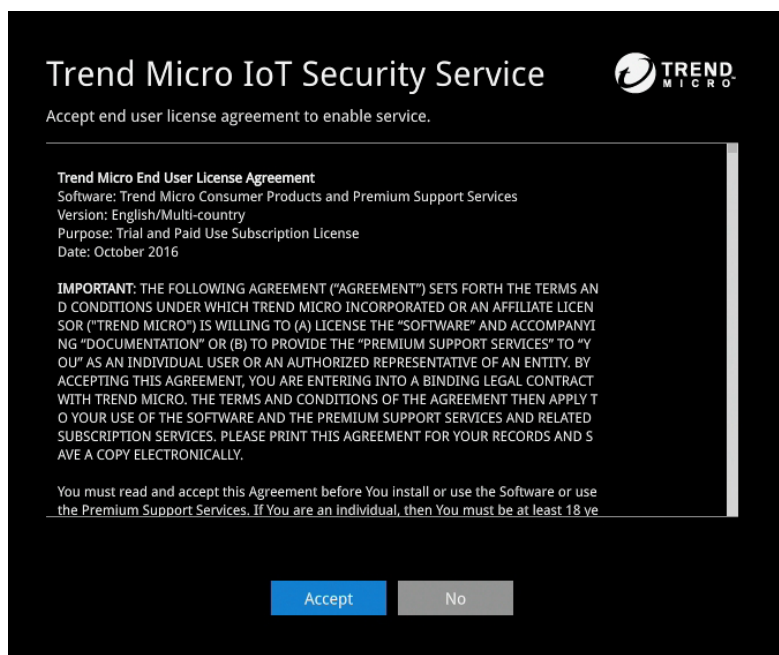 Trend Micro IoT Security Service
TREND
MICRO
Accept end user license agreement to enable service.
Trend Micro End User License Agreement
Software: Trend Micro Consumer Products and Premium Support Services
Version: English/Multi-country
Purpose: Trial and Paid Use Subscription License
Date: October 2016
IMPORTANT: THE FOLLOWING AGREEMENT (“AGREEMENT”) SETS FORTH THE TERMS AN
D CONDITIONS UNDER WHICH TREND MICRO INCORPORATED OR AN AFFILIATE LICEN
SOR ("TREND MICRO") IS WILLING TO (A) LICENSE THE “SOFTWARE” AND ACCOMPANYI
NG “DOCUMENTATION” OR (B) TO PROVIDE THE “PREMIUM SUPPORT SERVICES” TO “Y
OU” AS AN INDIVIDUAL USER OR AN AUTHORIZED REPRESENTATIVE OF AN ENTITY. BY
ACCEPTING THIS AGREEMENT, YOU ARE ENTERING INTO A BINDING LEGAL CONTRACT
WITH TREND MICRO. THE TERMS AND CONDITIONS OF THE AGREEMENT THEN APPLY T
O YOUR USE OF THE SOFTWARE AND THE PREMIUM SUPPORT SERVICES AND RELATED
SUBSCRIPTION SERVICES. PLEASE PRINT THIS AGREEMENT FOR YOUR RECORDS AND S
AVE A COPY ELECTRONICALLY.
You must read and accept this Agreement before You install or use the Software or use
the Premium Support Services. If You are an individual, then You must be at least 18 ye
Accept
No